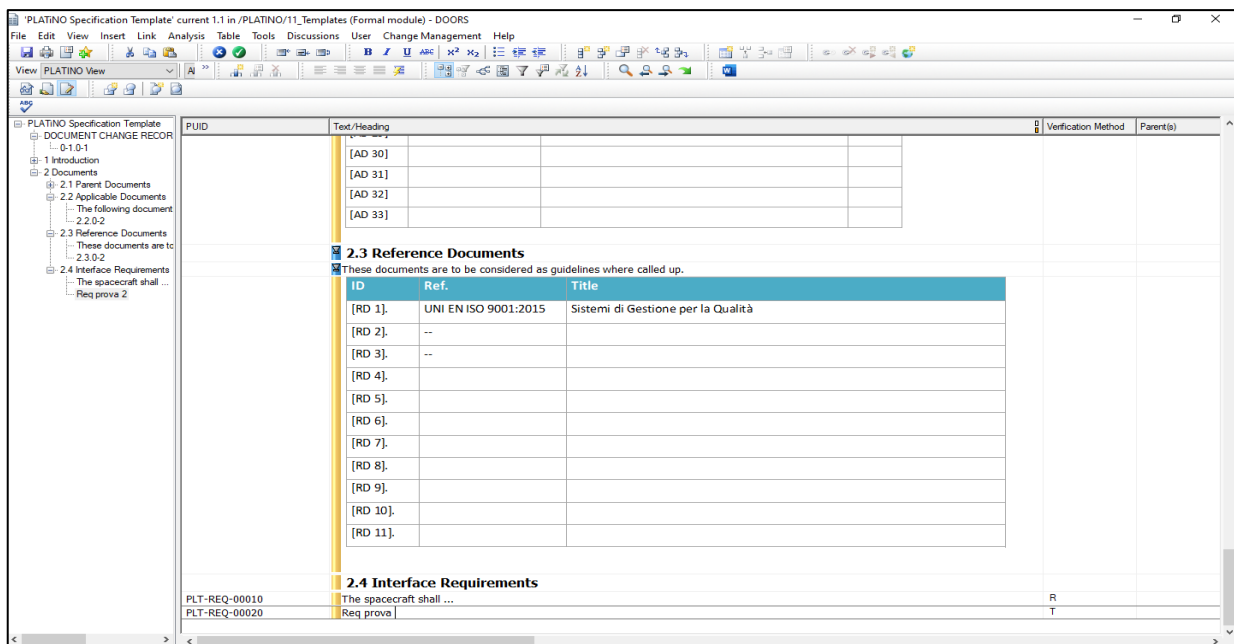 'PLATiNO Specification Template' current 1.1 in /PLATINO/11_Templates (Formal module) - DOORS
File Edit View Insert Link Analysis Table Tools Discussions User Change Management Help
B I U ABC x² x₂
View PLATINO View Al »
ABC
PLATiNO Specification Template
DOCUMENT CHANGE RECOR
0-1.0-1
1 Introduction
2 Documents
2.1 Parent Documents
2.2 Applicable Documents
The following document
2.2.0-2
2.3 Reference Documents
These documents are to
2.3.0-2
2.4 Interface Requirements
The spacecraft shall ...
Req prova 2
PUID Text/Heading Verification Method Parent(s)
[AD 30]
[AD 31]
[AD 32]
[AD 33]
2.3 Reference Documents
These documents are to be considered as guidelines where called up.
ID Ref. Title
[RD 1]. UNI EN ISO 9001:2015 Sistemi di Gestione per la Qualità
[RD 2]. --
[RD 3]. --
[RD 4].
[RD 5].
[RD 6].
[RD 7].
[RD 8].
[RD 9].
[RD 10].
[RD 11].
2.4 Interface Requirements
PLT-REQ-00010 The spacecraft shall ... R
PLT-REQ-00020 Req prova T